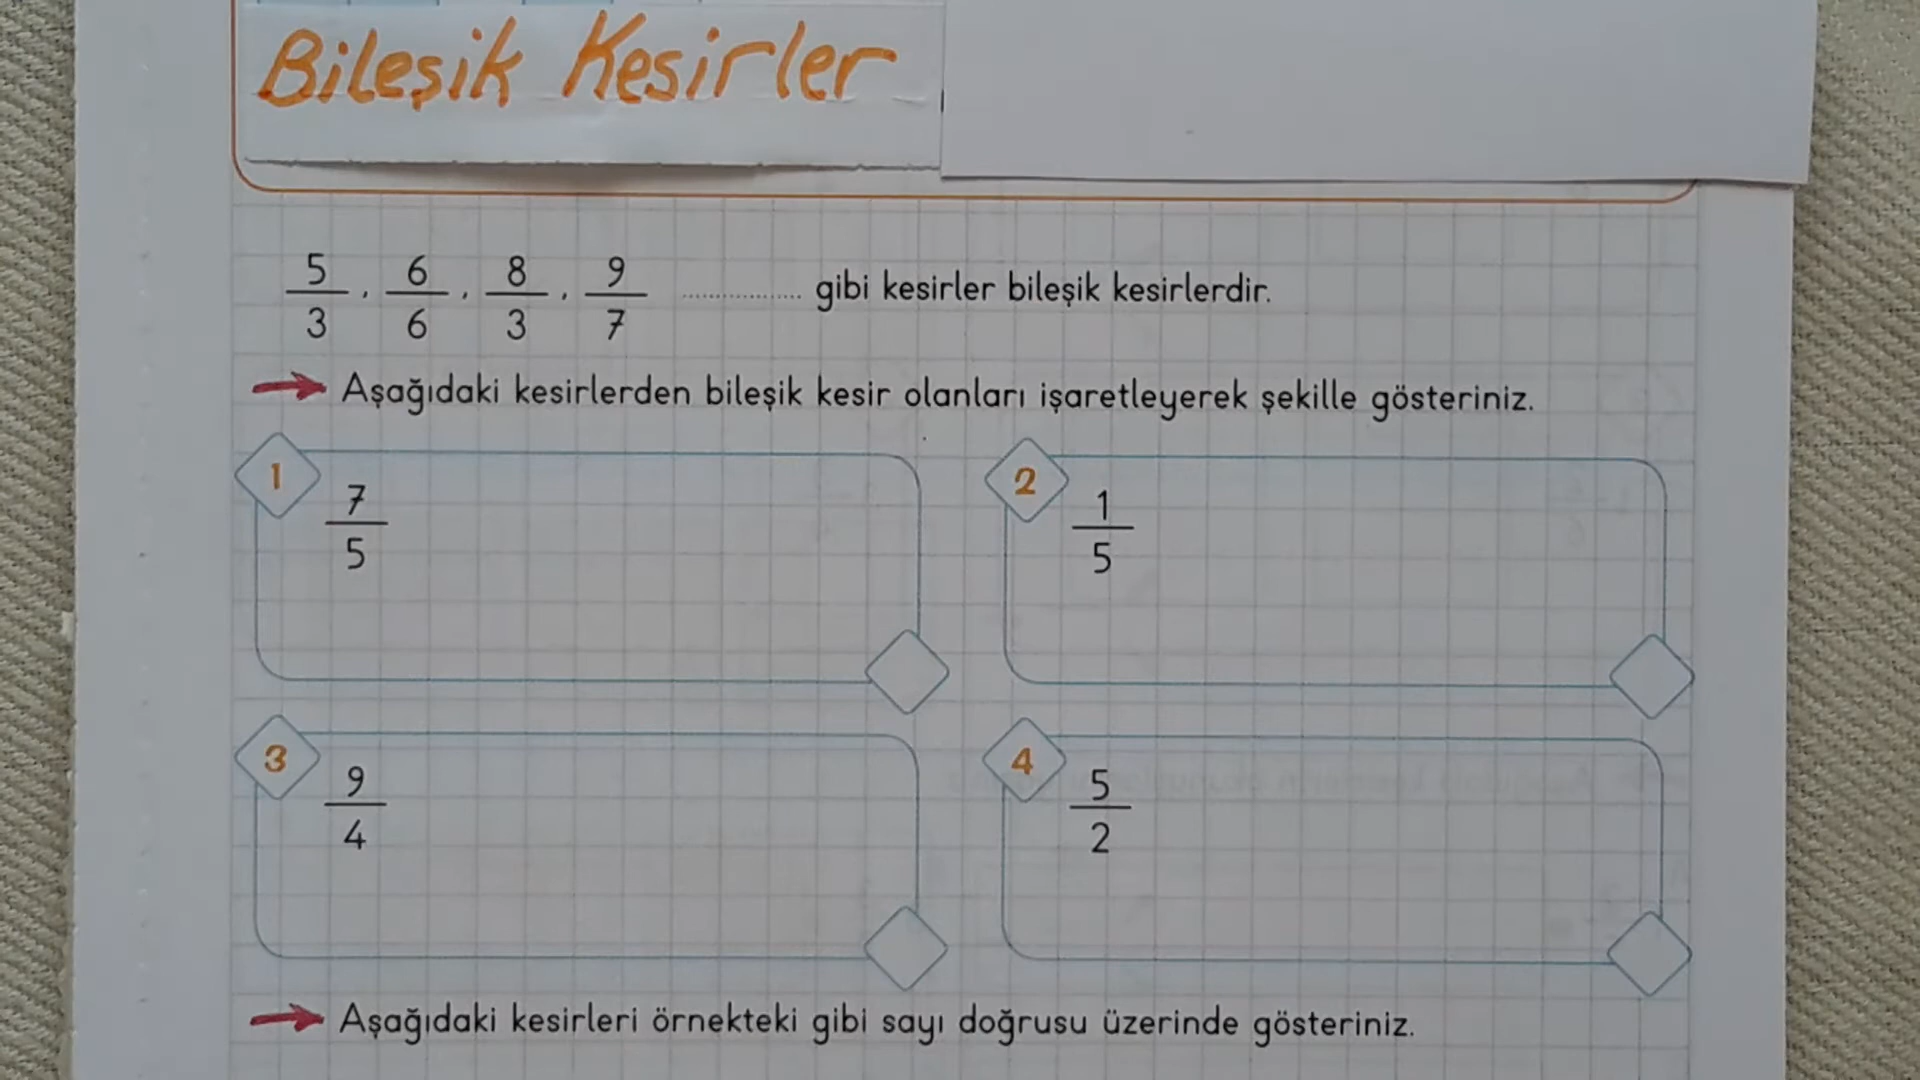 Bileşik Kesirler
5/3, 6/6, 8/3, 9/7 ................ gibi kesirler bileşik kesirlerdir.
Aşağıdaki kesirlerden bileşik kesir olanları işaretleyerek şekille gösteriniz.
1 7/5
2 1/5
3 9/4
4 5/2
Aşağıdaki kesirleri örnekteki gibi sayı doğrusu üzerinde gösteriniz.